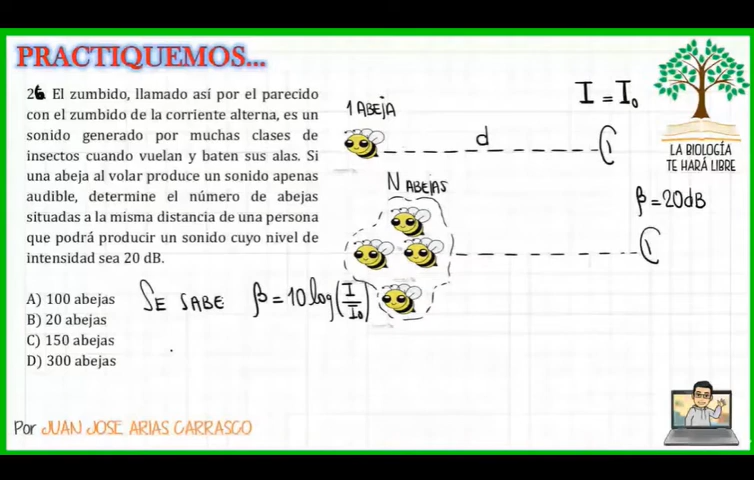 PRACTIQUEMOS...
26 El zumbido, llamado así por el parecido
con el zumbido de la corriente alterna, es un
sonido generado por muchas clases de
insectos cuando vuelan y baten sus alas. Si
una abeja al volar produce un sonido apenas
audible, determine el número de abejas
situadas a la misma distancia de una persona
que podrá producir un sonido cuyo nivel de
intensidad sea 20 dB.
A) 100 abejas
B) 20 abejas
C) 150 abejas
D) 300 abejas
SE SABE β = 10 log(I/I₀)
1 ABEJA
d
I = I₀
N ABEJAS
β = 20dB
LA BIOLOGÍA
TE HARÁ LIBRE
Por JUAN JOSE ARIAS CARRASCO